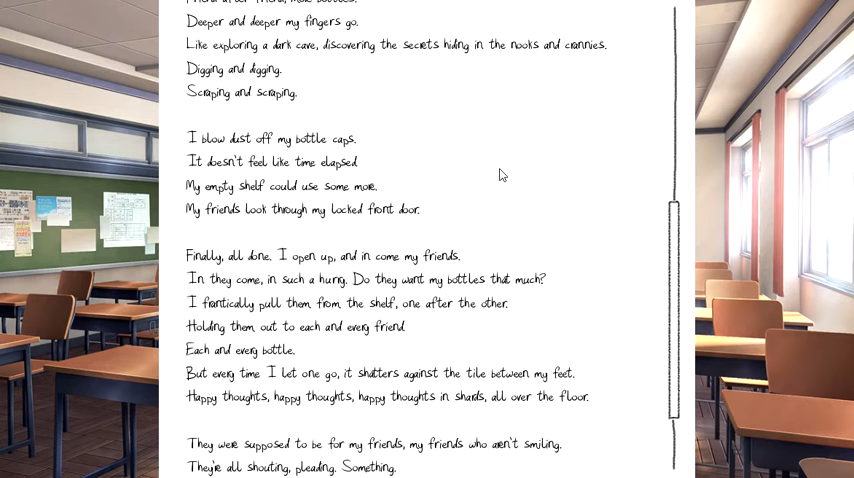 Friend after friend, more bottles.
Deeper and deeper my fingers go.
Like exploring a dark cave, discovering the secrets hiding in the nooks and crannies.
Digging and digging.
Scraping and scraping.
I blow dust off my bottle caps.
It doesn't feel like time elapsed.
My empty shelf could use some more.
My friends look through my locked front door.
Finally, all done. I open up, and in come my friends.
In they come, in such a hurry. Do they want my bottles that much?
I frantically pull them from the shelf, one after the other.
Holding them out to each and every friend.
Each and every bottle.
But every time I let one go, it shatters against the tile between my feet.
Happy thoughts, happy thoughts, happy thoughts in shards, all over the floor.
They were supposed to be for my friends, my friends who aren't smiling.
They're all shouting, pleading. Something.